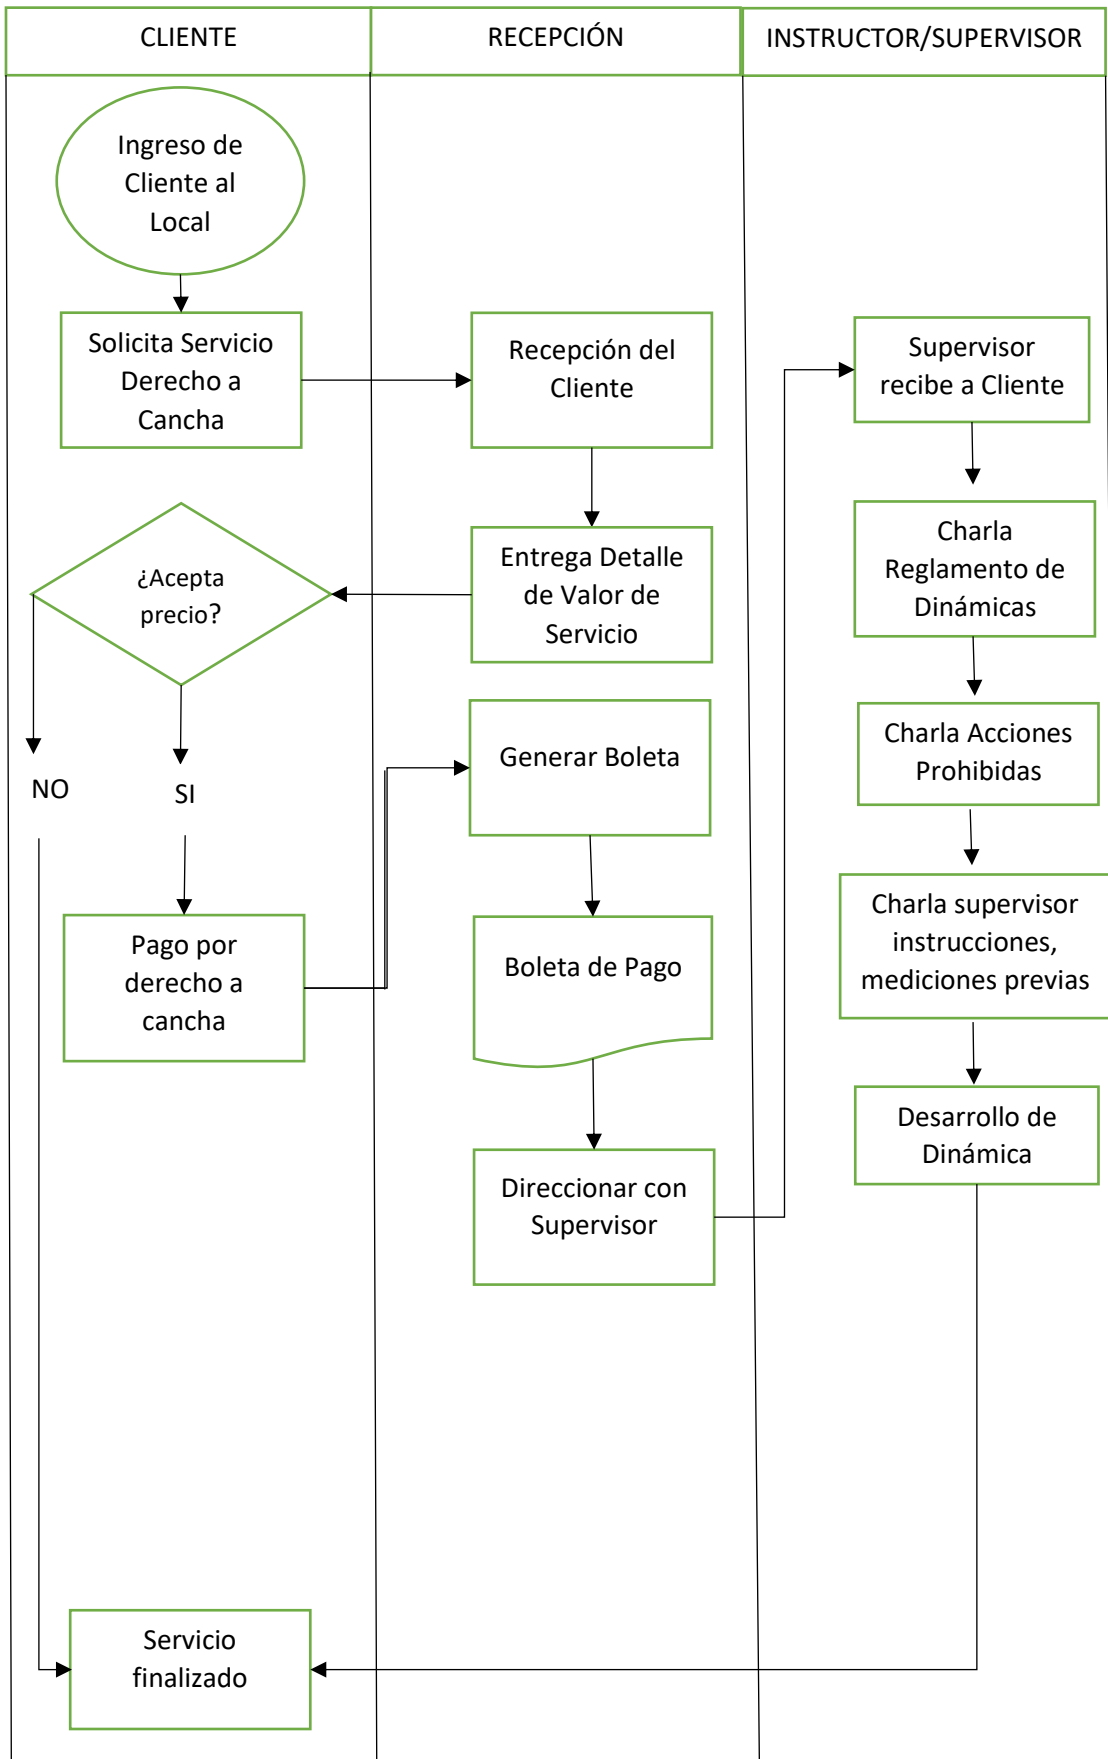 CLIENTE
RECEPCIÓN
INSTRUCTOR/SUPERVISOR
Ingreso de
Cliente al
Local
Solicita Servicio
Derecho a
Cancha
Recepción del
Cliente
Supervisor
recibe a Cliente
¿Acepta
precio?
Entrega Detalle
de Valor de
Servicio
Charla
Reglamento de
Dinámicas
NO
SI
Generar Boleta
Charla Acciones
Prohibidas
Pago por
derecho a
cancha
Boleta de Pago
Charla supervisor
instrucciones,
mediciones previas
Direccionar con
Supervisor
Desarrollo de
Dinámica
Servicio
finalizado